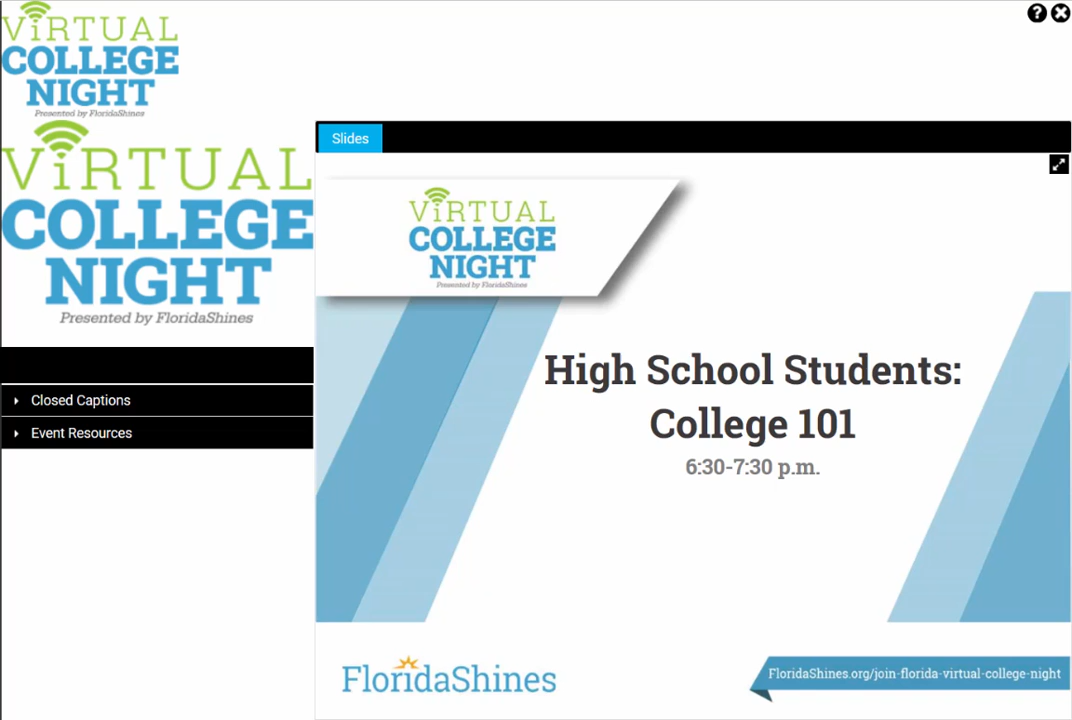 ViRTUAL
COLLEGE
NIGHT
Presented by FloridaShines
ViRTUAL
COLLEGE
NIGHT
Presented by FloridaShines
Closed Captions
Event Resources
Slides
ViRTUAL
COLLEGE
NIGHT
Presented by FloridaShines
High School Students:
College 101
6:30-7:30 p.m.
FloridaShines
FloridaShines.org/join-florida-virtual-college-night